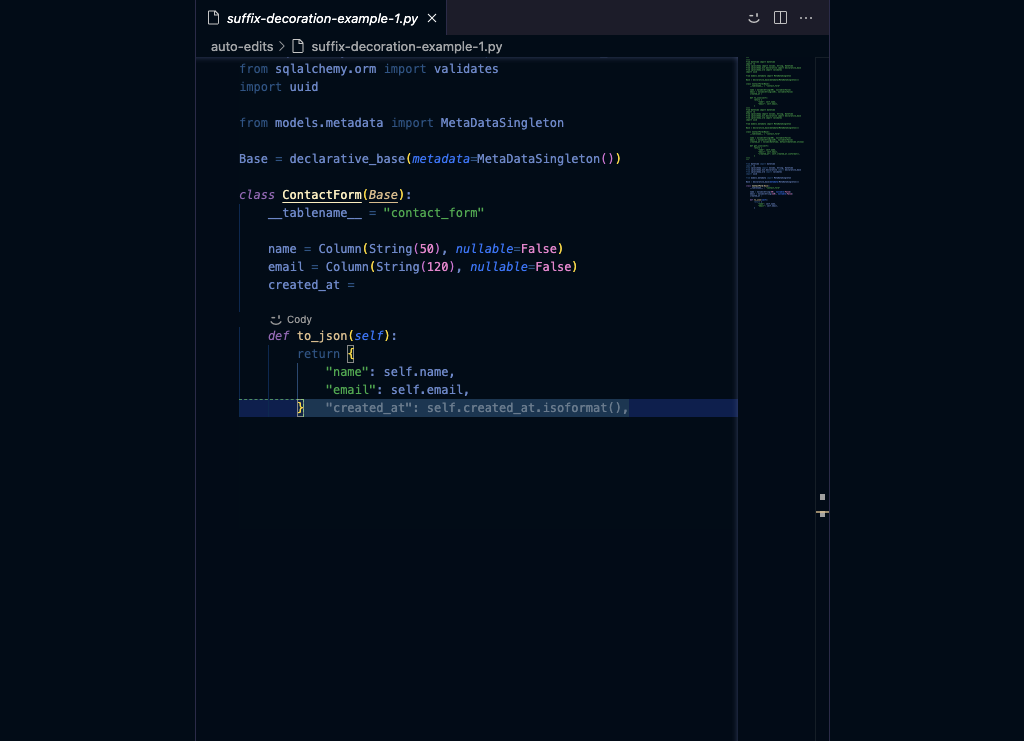 suffix-decoration-example-1.py
auto-edits > suffix-decoration-example-1.py
from sqlalchemy.orm import validates
import uuid
from models.metadata import MetaDataSingleton
Base = declarative_base(metadata=MetaDataSingleton())
class ContactForm(Base):
    __tablename__ = "contact_form"
    name = Column(String(50), nullable=False)
    email = Column(String(120), nullable=False)
    created_at =
Cody
    def to_json(self):
        return {
            "name": self.name,
            "email": self.email,
        }   "created_at": self.created_at.isoformat(),